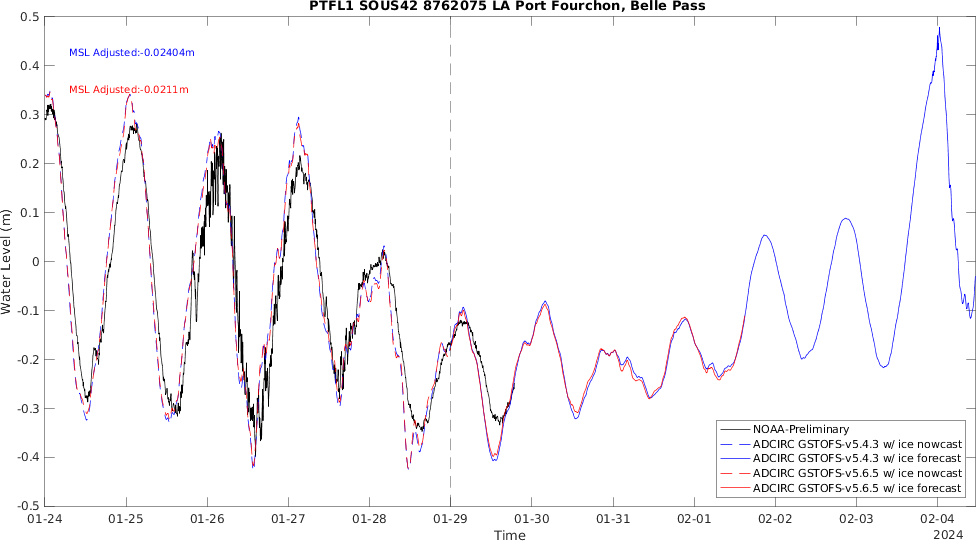 PTFL1 SOUS42 8762075 LA Port Fourchon, Belle Pass
MSL Adjusted:-0.02404m
MSL Adjusted:-0.0211m
Water Level (m)
0.5
0.4
0.3
0.2
0.1
0
-0.1
-0.2
-0.3
-0.4
-0.5
NOAA-Preliminary
ADCIRC GSTOFS-v5.4.3 w/ ice nowcast
ADCIRC GSTOFS-v5.4.3 w/ ice forecast
ADCIRC GSTOFS-v5.6.5 w/ ice nowcast
ADCIRC GSTOFS-v5.6.5 w/ ice forecast
01-24 01-25 01-26 01-27 01-28 01-29 01-30 01-31 02-01 02-02 02-03 02-04
Time
2024